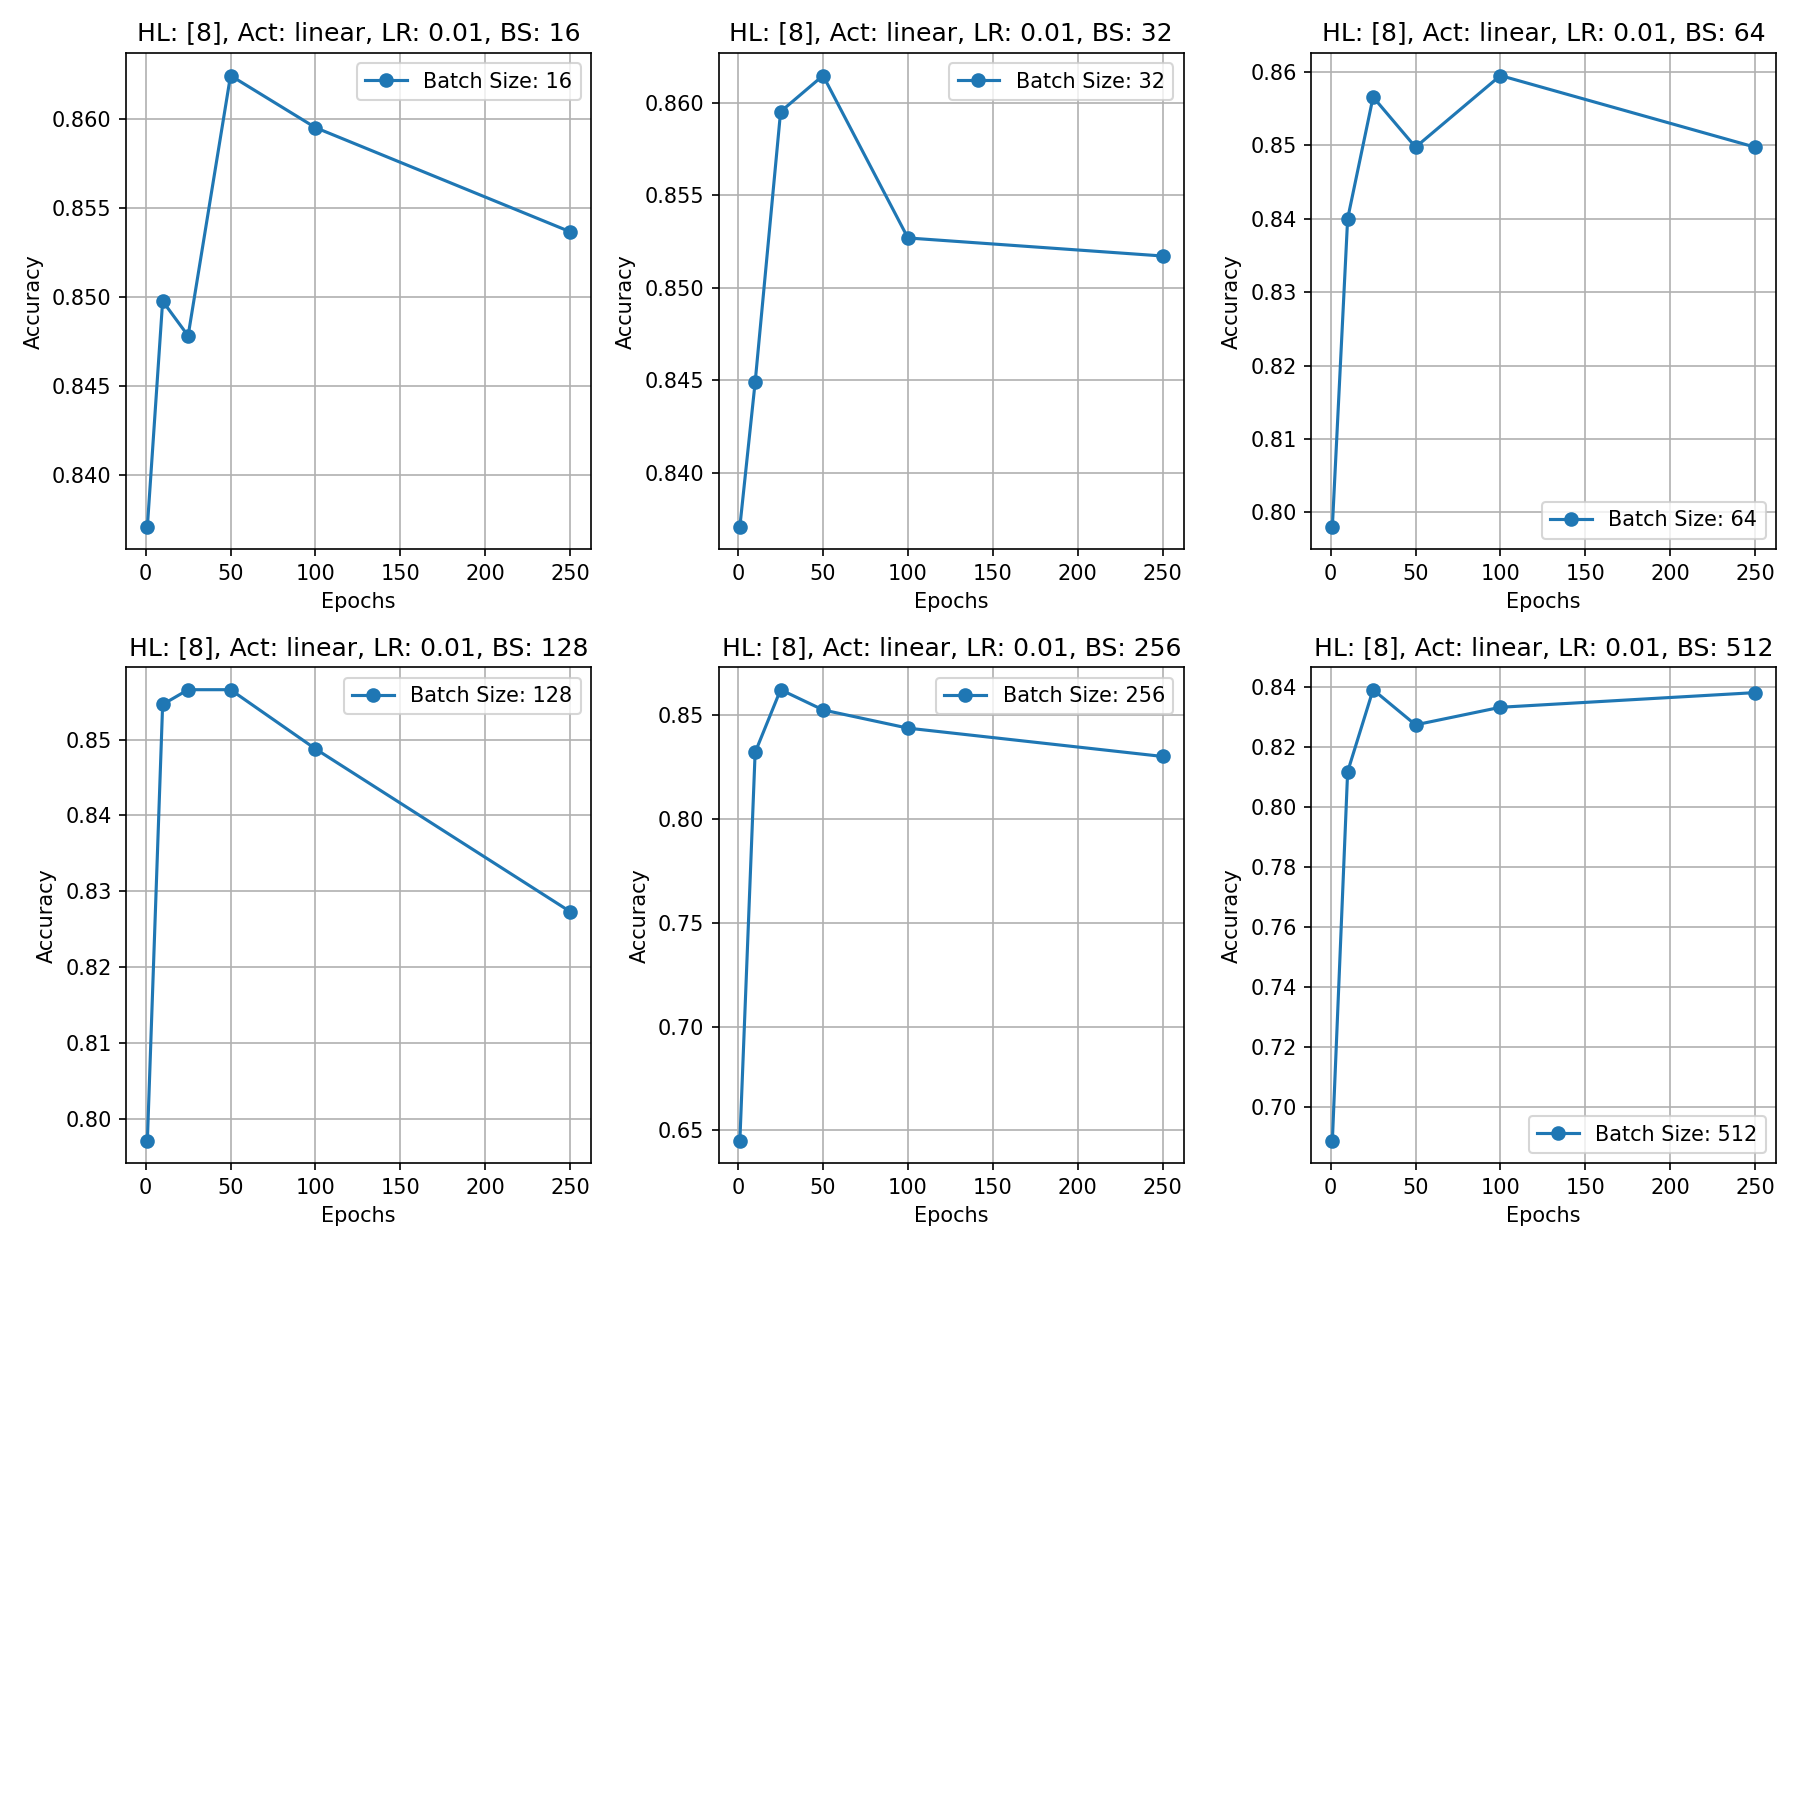 HL: [8], Act: linear, LR: 0.01, BS: 16
Batch Size: 16
0.860
0.855
0.850
0.845
0.840
Accuracy
0 50 100 150 200 250
Epochs
HL: [8], Act: linear, LR: 0.01, BS: 32
Batch Size: 32
0.860
0.855
0.850
0.845
0.840
Accuracy
0 50 100 150 200 250
Epochs
HL: [8], Act: linear, LR: 0.01, BS: 64
0.86
0.85
0.84
0.83
0.82
0.81
0.80
Accuracy
Batch Size: 64
0 50 100 150 200 250
Epochs
HL: [8], Act: linear, LR: 0.01, BS: 128
Batch Size: 128
0.85
0.84
0.83
0.82
0.81
0.80
Accuracy
0 50 100 150 200 250
Epochs
HL: [8], Act: linear, LR: 0.01, BS: 256
Batch Size: 256
0.85
0.80
0.75
0.70
0.65
Accuracy
0 50 100 150 200 250
Epochs
HL: [8], Act: linear, LR: 0.01, BS: 512
0.84
0.82
0.80
0.78
0.76
0.74
0.72
0.70
Accuracy
Batch Size: 512
0 50 100 150 200 250
Epochs